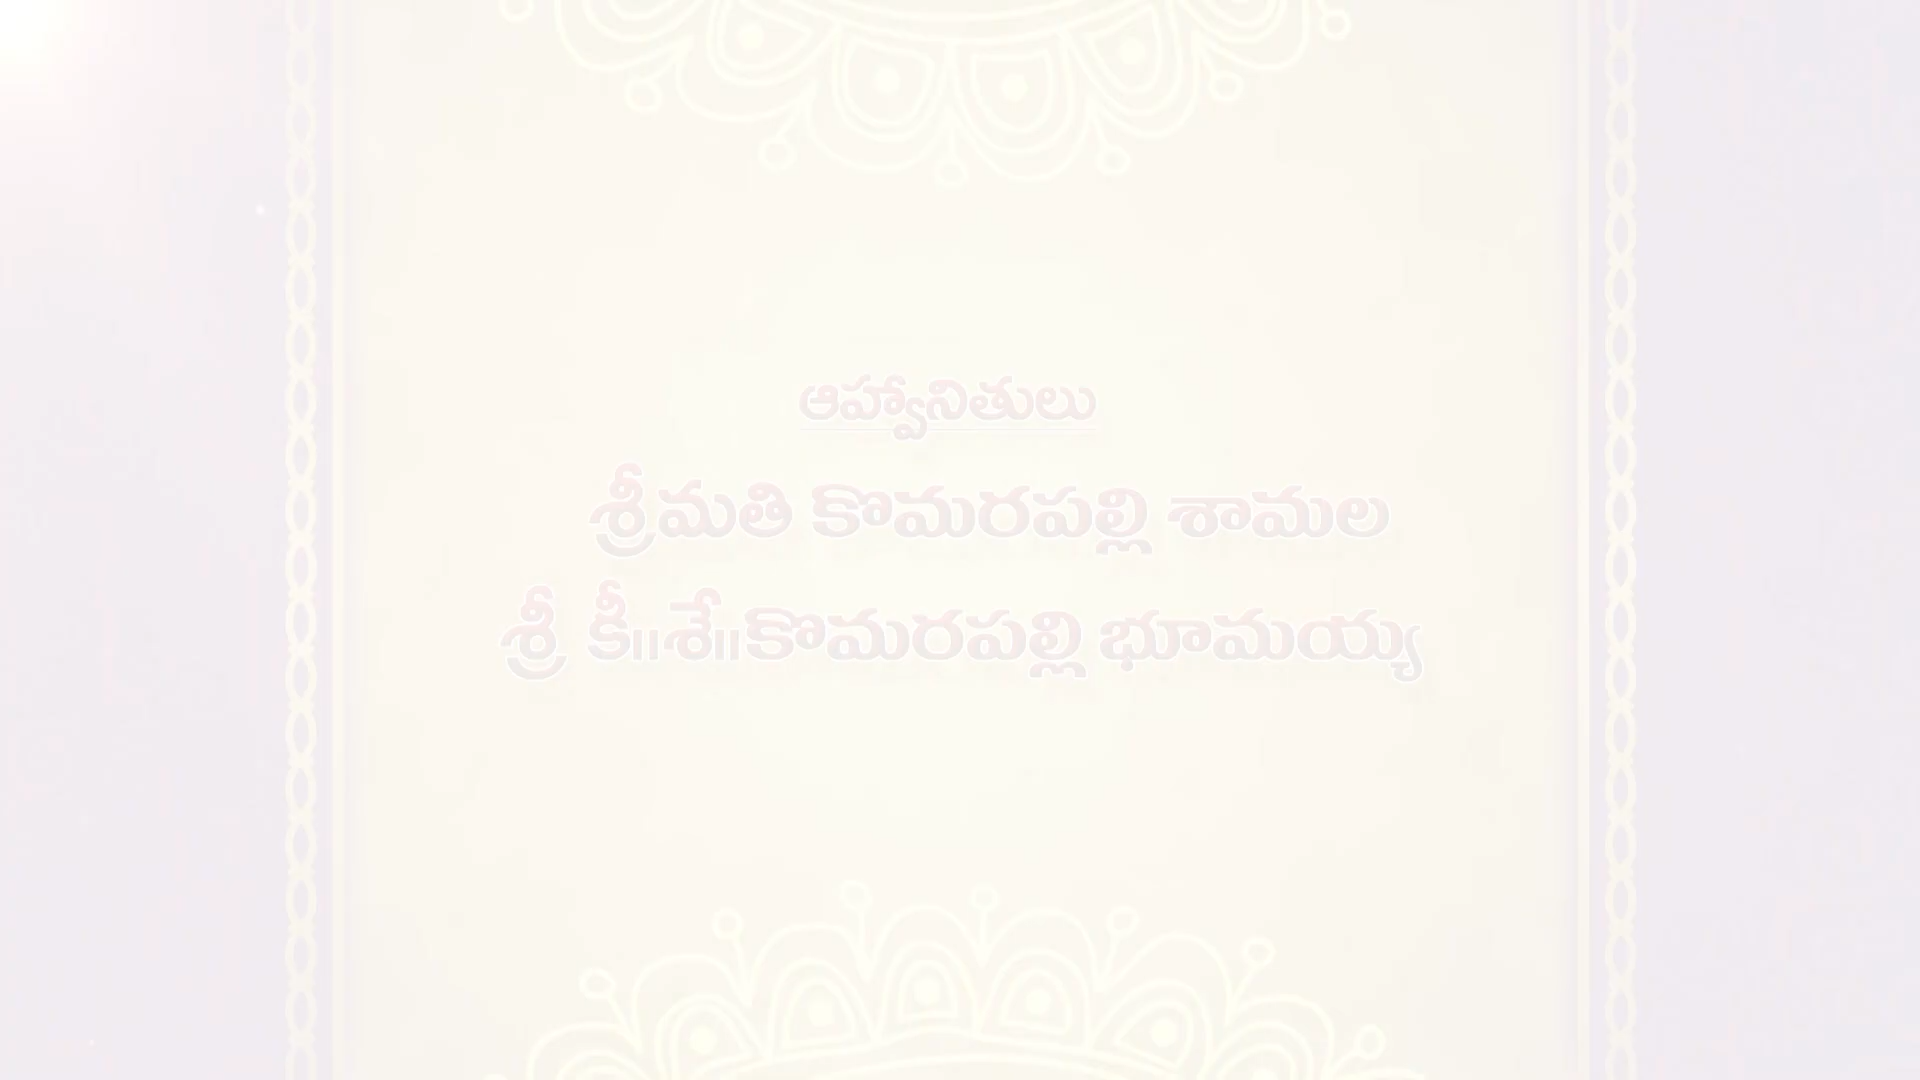 ఆహ్వానితులు
శ్రీమతి కొమరపల్లి శామల
శ్రీ కీ॥శే॥కొమరపల్లి భూమయ్య